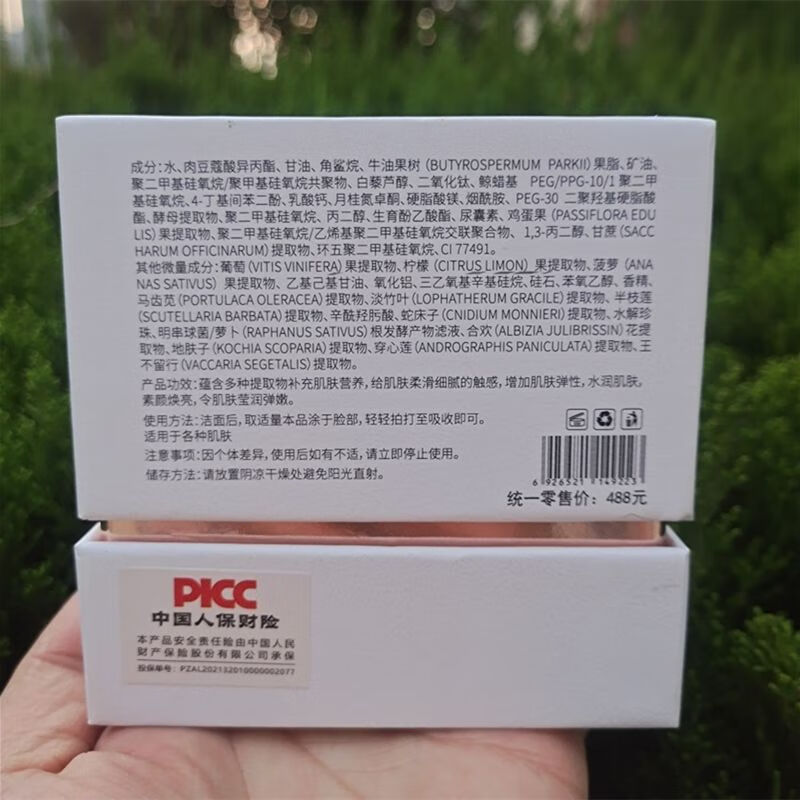 成分：水、肉豆蔻酸异丙酯、甘油、角鲨烷、牛油果树（BUTYROSPERMUM PARKII）果脂、矿油、
聚二甲基硅氧烷/聚甲基硅氧烷共聚物、白藜芦醇、二氧化钛、鲸蜡基 PEG/PPG-10/1 聚二甲
基硅氧烷、4-丁基间苯二酚、乳酸钙、月桂氮卓酮、硬脂酸镁、烟酰胺、PEG-30 二聚羟基硬脂酸
酯、酵母提取物、聚二甲基硅氧烷、丙二醇、生育酚乙酸酯、尿囊素、鸡蛋果（PASSIFLORA EDU
LIS）果提取物、聚二甲基硅氧烷/乙烯基聚二甲基硅氧烷交联聚合物、1,3-丙二醇、甘蔗（SACC
HARUM OFFICINARUM）提取物、环五聚二甲基硅氧烷、CI 77491。
其他微量成分：葡萄（VITIS VINIFERA）果提取物、柠檬（CITRUS LIMON）果提取物、菠萝（ANA
NAS SATIVUS）果提取物、乙基己基甘油、氧化铝、三乙氧基辛基硅烷、硅石、苯氧乙醇、香精、
马齿苋（PORTULACA OLERACEA）提取物、淡竹叶（LOPHATHERUM GRACILE）提取物、半枝莲
（SCUTELLARIA BARBATA）提取物、辛酰羟肟酸、蛇床子（CNIDIUM MONNIERI）提取物、水解珍
珠、明串球菌/萝卜（RAPHANUS SATIVUS）根发酵产物滤液、合欢（ALBIZIA JULIBRISSIN）花提
取物、地肤子（KOCHIA SCOPARIA）提取物、穿心莲（ANDROGRAPHIS PANICULATA）提取物、王
不留行（VACCARIA SEGETALIS）提取物。
产品功效：蕴含多种提取物补充肌肤营养，给肌肤柔滑细腻的触感，增加肌肤弹性，水润肌肤，
素颜焕亮，令肌肤莹润弹嫩。
使用方法：洁面后，取适量本品涂于脸部，轻轻拍打至吸收即可。
适用于各种肌肤
注意事项：因个体差异，使用后如有不适，请立即停止使用。
储存方法：请放置阴凉干燥处避免阳光直射。
6 926521 149223
统一零售价：488元
PICC
中国人保财险
本产品安全责任险由中国人民
财产保险股份有限公司承保
投保单号：PZAL202132010000002077